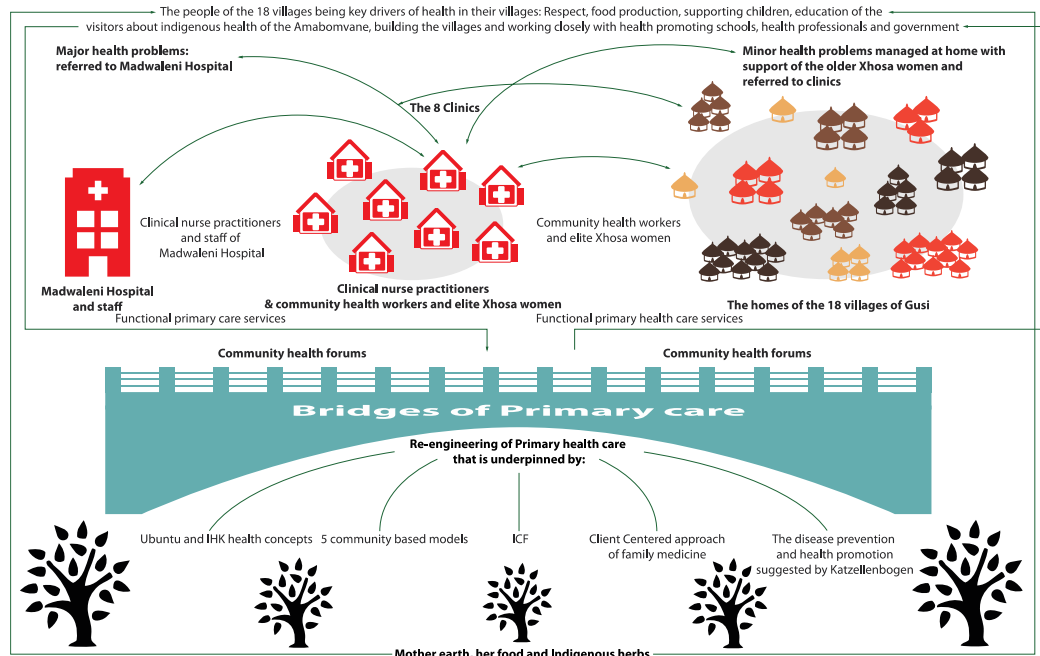 The people of the 18 villages being key drivers of health in their villages: Respect, food production, supporting children, education of the
visitors about indigenous health of the Amabomvane, building the villages and working closely with health promoting schools, health professionals and government
Major health problems:
referred to Madwaleni Hospital
Minor health problems managed at home with
support of the older Xhosa women and
referred to clinics
The 8 Clinics
Clinical nurse practitioners
and staff of
Madwaleni Hospital
Community health workers
and elite Xhosa women
Madwaleni Hospital
and staff
Clinical nurse practitioners
& community health workers and elite Xhosa women
The homes of the 18 villages of Gusi
Functional primary care services
Functional primary health care services
Community health forums
Community health forums
Bridges of Primary care
Re-engineering of Primary health care
that is underpinned by:
Ubuntu and IHK health concepts
5 community based models
ICF
Client Centered approach
of family medicine
The disease prevention
and health promotion
suggested by Katzellenbogen
Mother earth, her food and Indigenous herbs